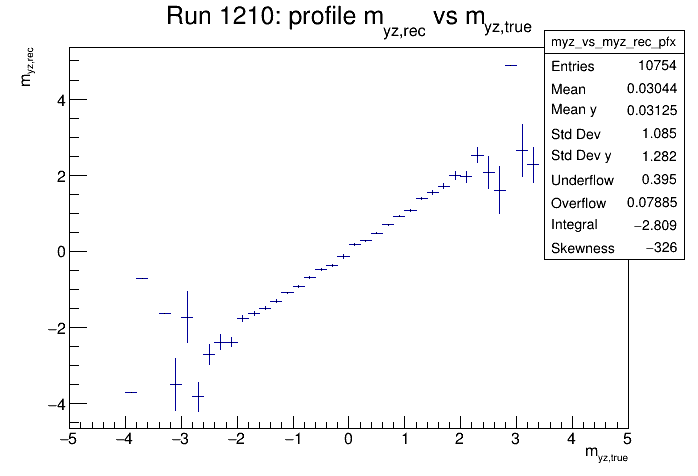 Run 1210: profile m_yz,rec vs m_yz,true
myz_vs_myz_rec_pfx
Entries 10754
Mean 0.03044
Mean y 0.03125
Std Dev 1.085
Std Dev y 1.282
Underflow 0.395
Overflow 0.07885
Integral −2.809
Skewness −326
m_yz,rec
4
2
0
−2
−4
−5 −4 −3 −2 −1 0 1 2 3 4 5
m_yz,true